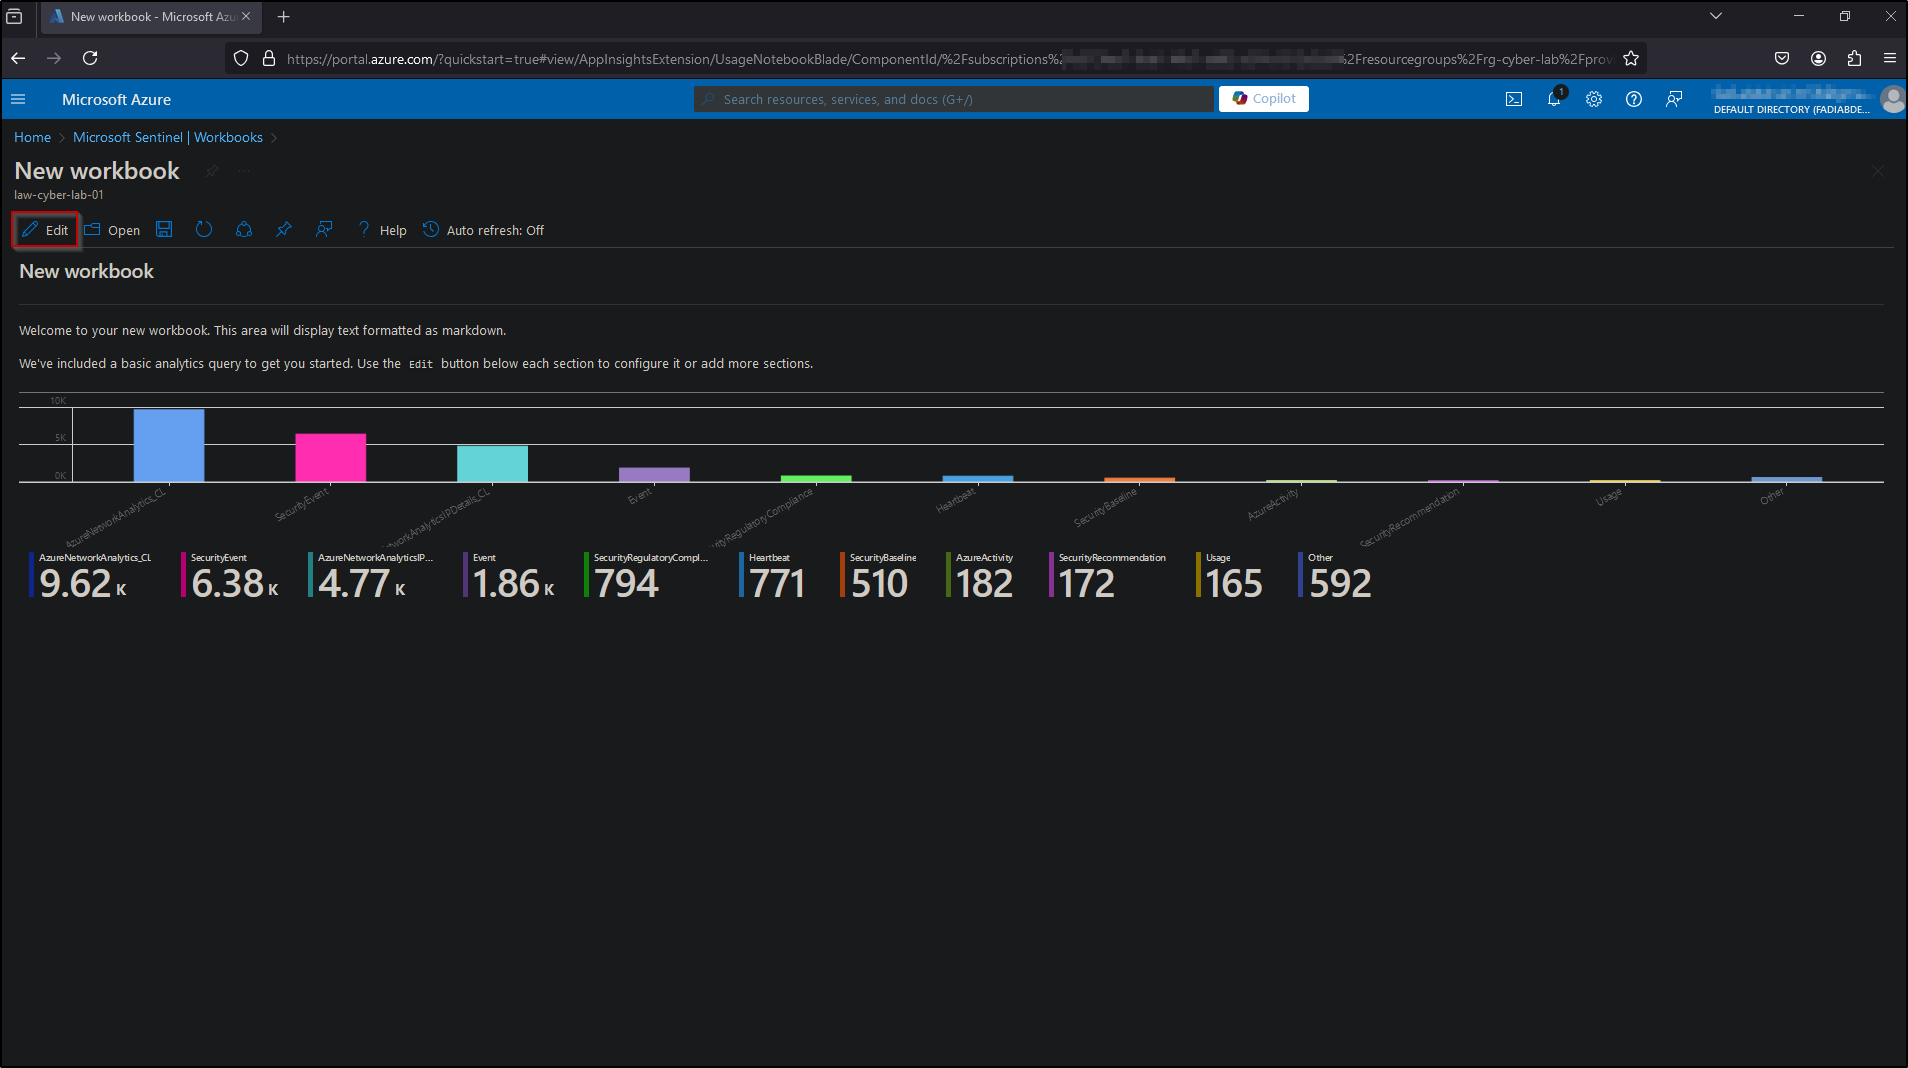 New workbook - Microsoft Azu
https://portal.azure.com/?quickstart=true#view/AppInsightsExtension/UsageNotebookBlade/ComponentId/%2Fsubscriptions% %2Fresourcegroups%2Frg-cyber-lab%2Fprov
Microsoft Azure
Search resources, services, and docs (G+/)
Copilot
1
DEFAULT DIRECTORY (FADIABDE...
Home > Microsoft Sentinel | Workbooks >
New workbook
law-cyber-lab-01
Edit Open Help Auto refresh: Off
New workbook
Welcome to your new workbook. This area will display text formatted as markdown.
We've included a basic analytics query to get you started. Use the Edit button below each section to configure it or add more sections.
10K
5K
0K
AzureNetworkAnalytics_CL
SecurityEvent
tworkAnalyticsIPDetails_CL
Event
urityRegulatoryCompliance
Heartbeat
SecurityBaseline
AzureActivity
SecurityRecommendation
Usage
Other
AzureNetworkAnalytics_CL
9.62 K
SecurityEvent
6.38 K
AzureNetworkAnalyticsIP...
4.77 K
Event
1.86 K
SecurityRegulatoryCompl...
794
Heartbeat
771
SecurityBaseline
510
AzureActivity
182
SecurityRecommendation
172
Usage
165
Other
592